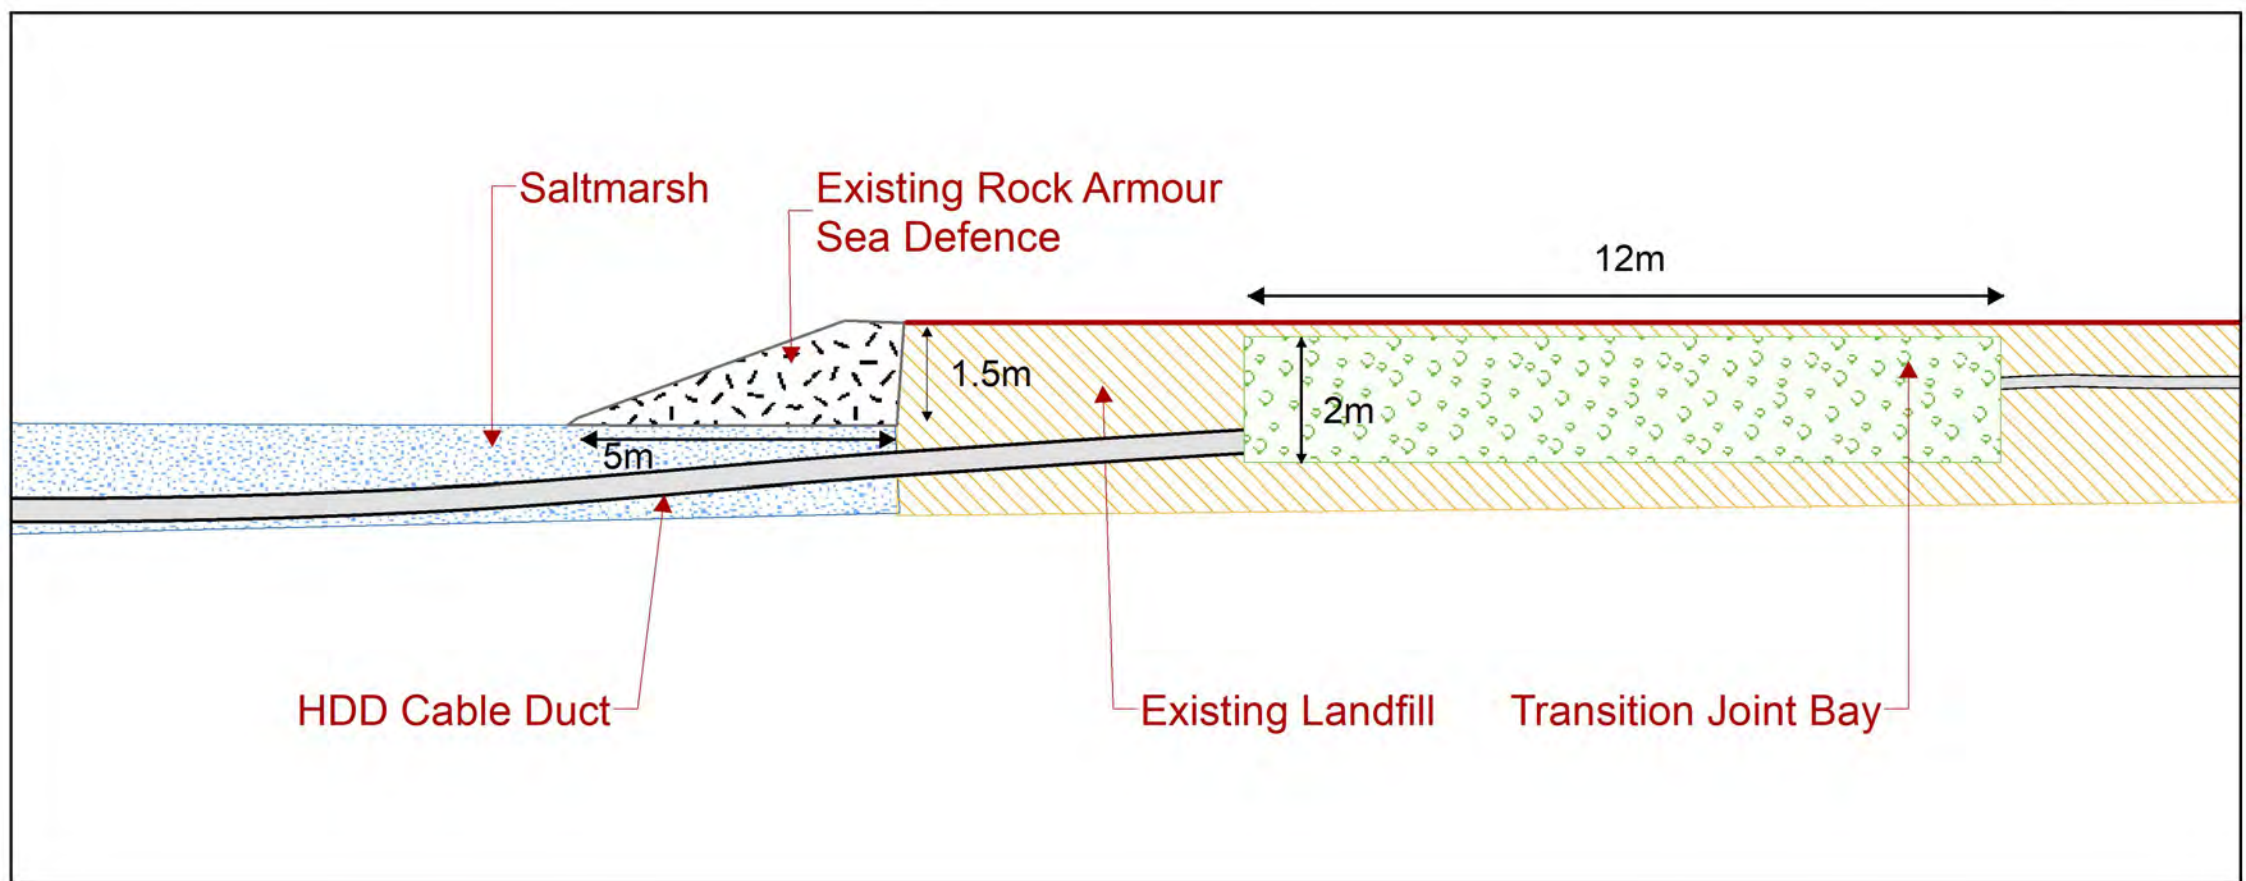 Saltmarsh
Existing Rock Armour
Sea Defence
12m
1.5m
2m
5m
HDD Cable Duct
Existing Landfill
Transition Joint Bay